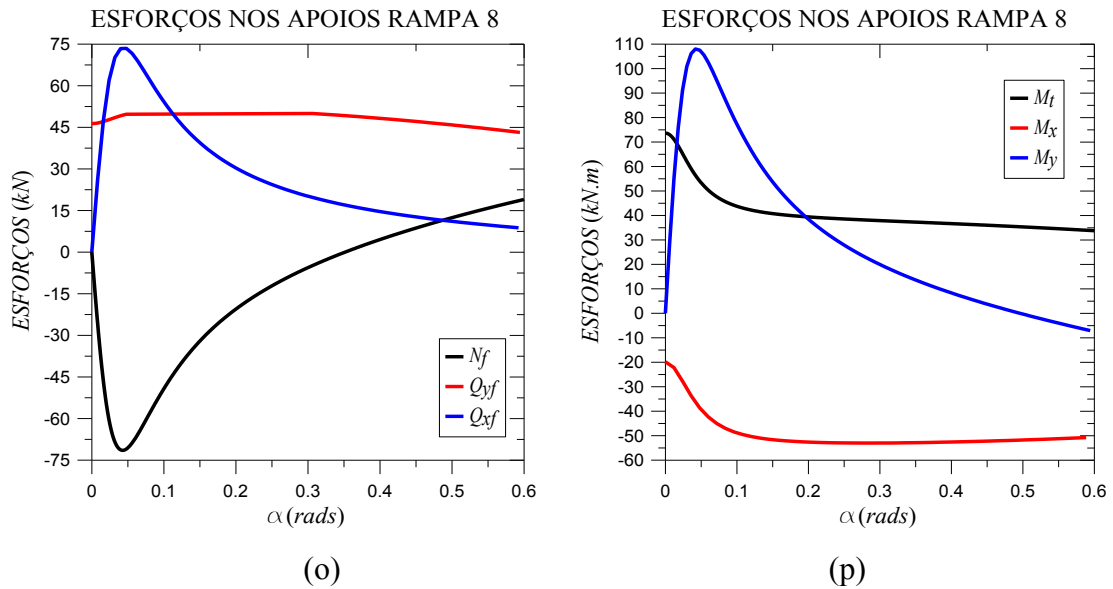 ESFORÇOS NOS APOIOS RAMPA 8
75
60
45
30
15
0
-15
-30
-45
-60
-75
ESFORÇOS (kN)
Nf
Qyf
Qxf
0 0.1 0.2 0.3 0.4 0.5 0.6
α (rads)
(o)
ESFORÇOS NOS APOIOS RAMPA 8
110
100
90
80
70
60
50
40
30
20
10
0
-10
-20
-30
-40
-50
-60
ESFORÇOS (kN.m)
Mt
Mx
My
0 0.1 0.2 0.3 0.4 0.5 0.6
α (rads)
(p)